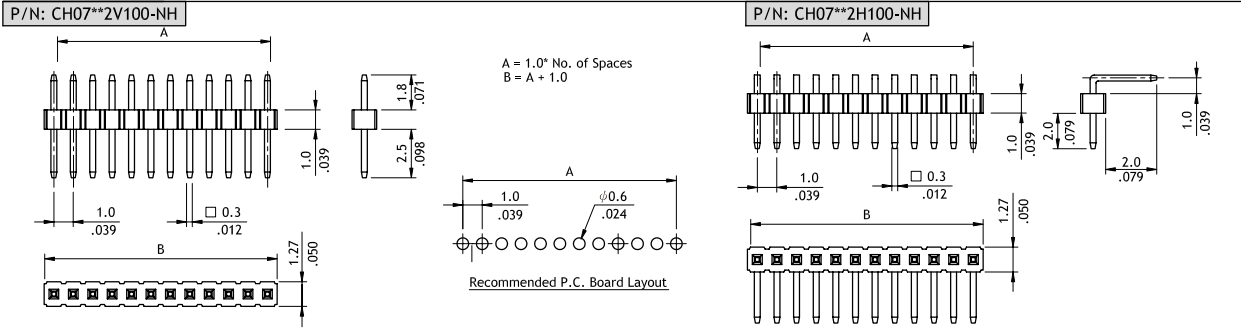 P/N: CH07**2V100-NH
A
1.8
.071
1.0
.039
2.5
.098
1.0
.039
□ 0.3
.012
B
1.27
.050
A = 1.0* No. of Spaces
B = A + 1.0
A
1.0
.039
ϕ0.6
.024
Recommended P.C. Board Layout
P/N: CH07**2H100-NH
A
1.0
.039
2.0
.079
1.0
.039
2.0
.079
1.0
.039
□ 0.3
.012
B
1.27
.050